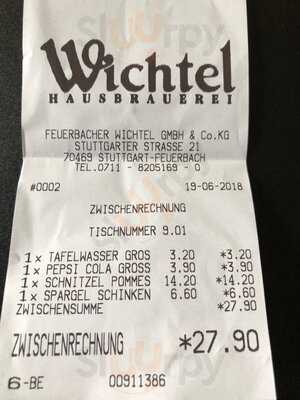 Wichtel
HAUSBRAUEREI
FEUERBACHER WICHTEL GMBH & Co.KG
STUTTGARTER STRASSE 21
70469 STUTTGART-FEUERBACH
TEL.0711 - 8205169 - 0
#0002 19-06-2018
ZWISCHENRECHNUNG
TISCHNUMMER 9.01
1x TAFELWASSER GROS 3.20 *3.20
1x PEPSI COLA GROSS 3.90 *3.90
1x SCHNITZEL POMMES 14.20 *14.20
1x SPARGEL SCHINKEN 6.60 *6.60
ZWISCHENSUMME *27.90
ZWISCHENRECHNUNG *27.90
6-BE 00911386